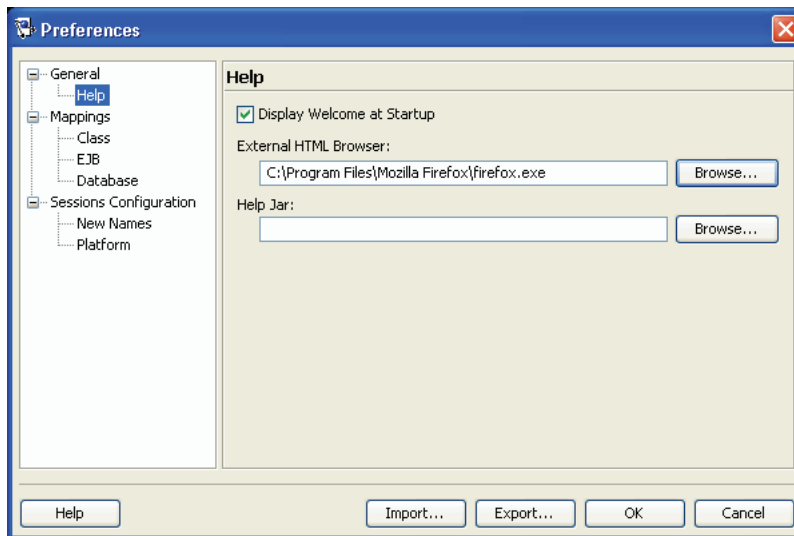 Preferences
General
Help
Mappings
Class
EJB
Database
Sessions Configuration
New Names
Platform
Help
Display Welcome at Startup
External HTML Browser:
C:\Program Files\Mozilla Firefox\firefox.exe Browse...
Help Jar:
Browse...
Help Import... Export... OK Cancel